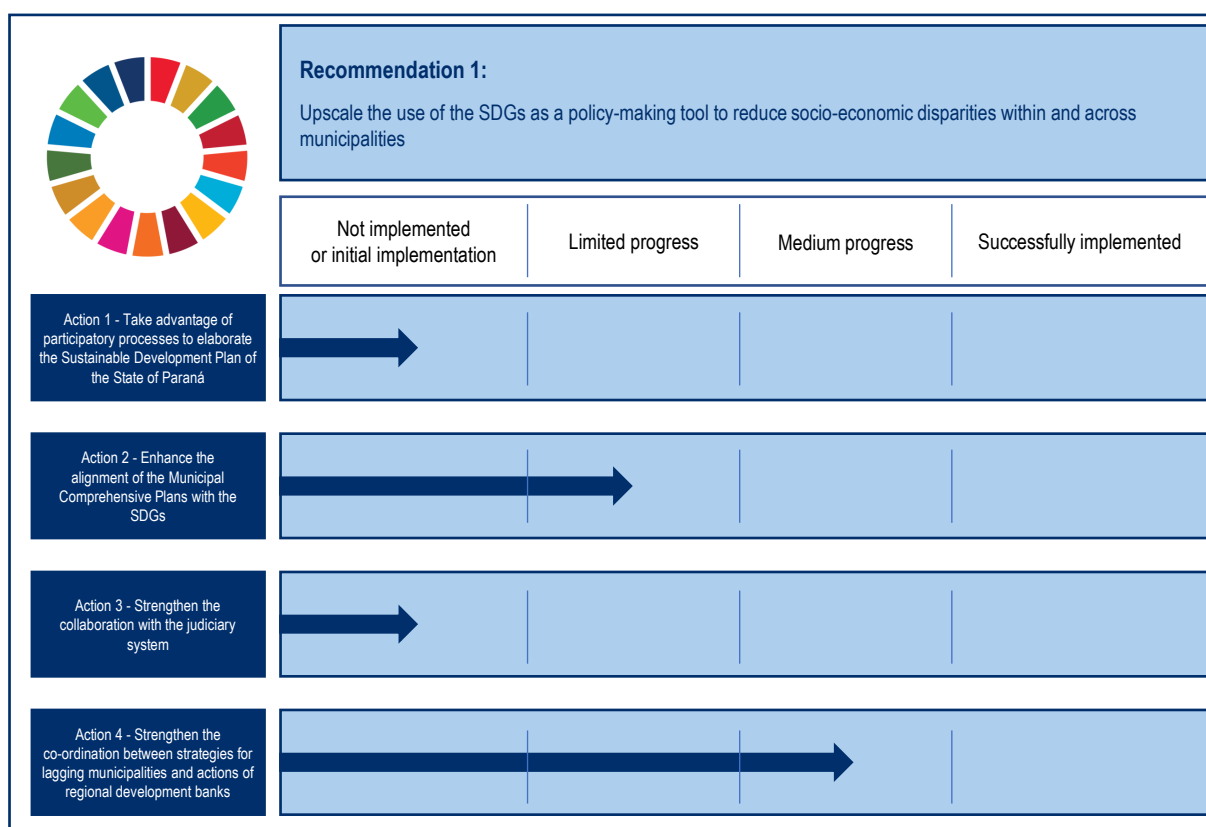 Recommendation 1:
Upscale the use of the SDGs as a policy-making tool to reduce socio-economic disparities within and across
municipalities
Not implemented
or initial implementation
Limited progress
Medium progress
Successfully implemented
Action 1 - Take advantage of
participatory processes to elaborate
the Sustainable Development Plan of
the State of Paraná
Action 2 - Enhance the
alignment of the Municipal
Comprehensive Plans with the
SDGs
Action 3 - Strengthen the
collaboration with the judiciary
system
Action 4 - Strengthen the
co-ordination between strategies for
lagging municipalities and actions of
regional development banks